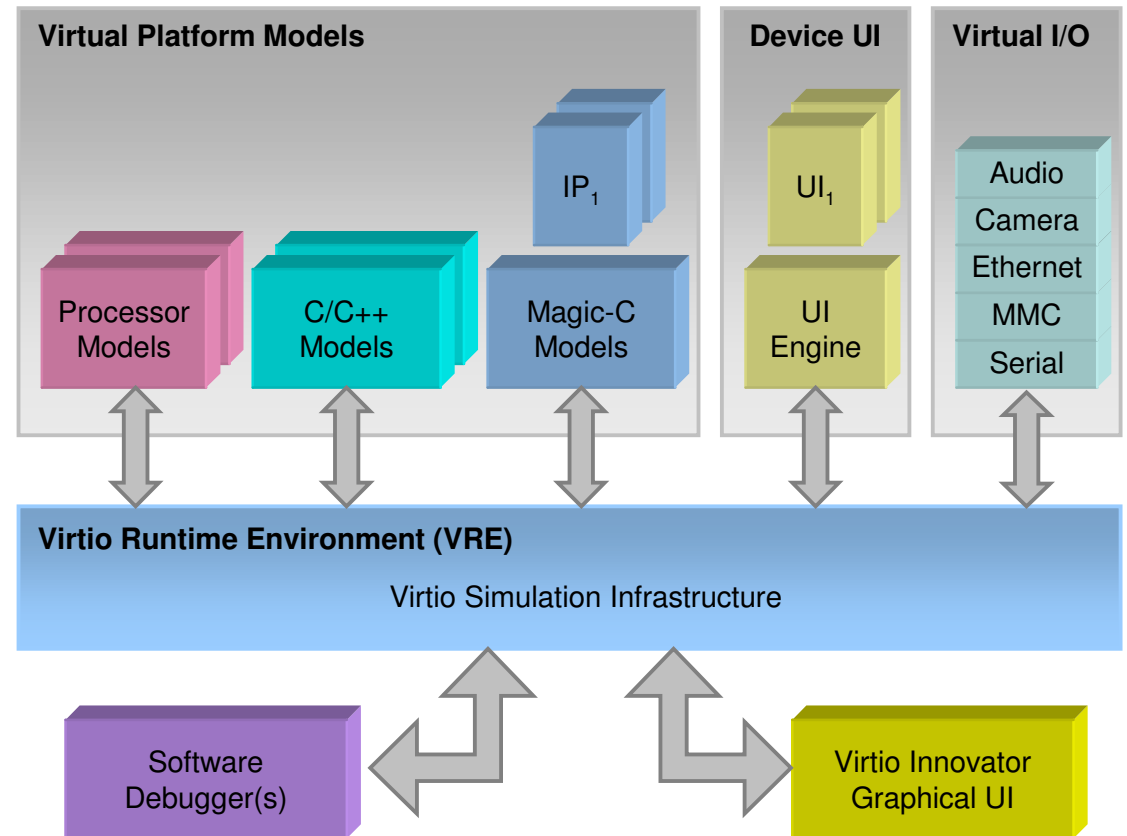 Virtual Platform Models
Device UI
Virtual I/O
IP₁
UI₁
Audio
Camera
Ethernet
MMC
Serial
Processor
Models
C/C++
Models
Magic-C
Models
UI
Engine
Virtio Runtime Environment (VRE)
Virtio Simulation Infrastructure
Software
Debugger(s)
Virtio Innovator
Graphical UI